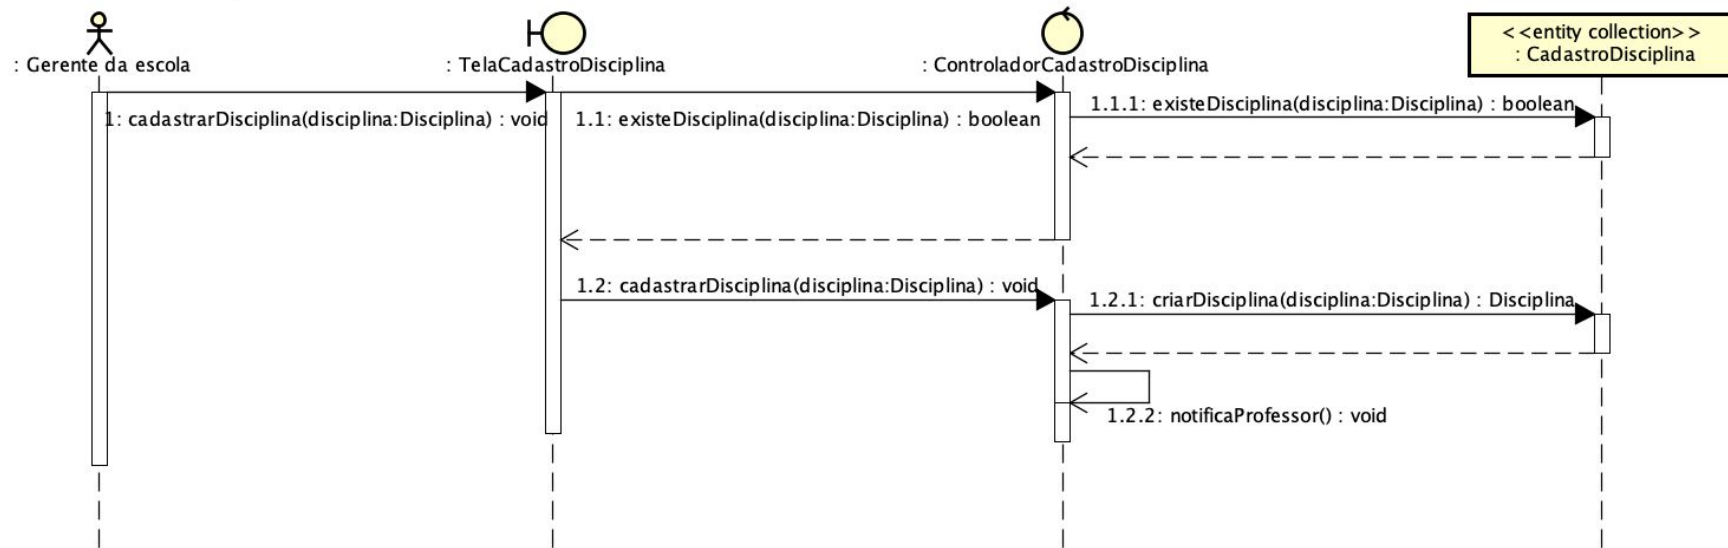 : Gerente da escola
: TelaCadastroDisciplina
: ControladorCadastroDisciplina
<<entity collection>>
: CadastroDisciplina
1: cadastrarDisciplina(disciplina:Disciplina) : void
1.1: existeDisciplina(disciplina:Disciplina) : boolean
1.1.1: existeDisciplina(disciplina:Disciplina) : boolean
1.2: cadastrarDisciplina(disciplina:Disciplina) : void
1.2.1: criarDisciplina(disciplina:Disciplina) : Disciplina
1.2.2: notificaProfessor() : void